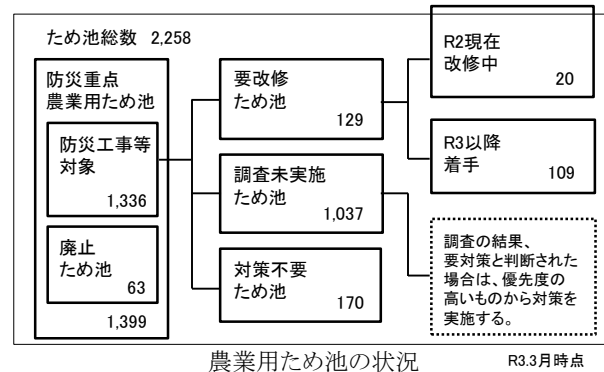 ため池総数 2,258
防災重点
農業用ため池
防災工事等
対象
1,336
廃止
ため池
63
1,399
要改修
ため池
129
調査未実施
ため池
1,037
対策不要
ため池
170
R2現在
改修中
20
R3以降
着手
109
調査の結果、
要対策と判断された
場合は、優先度の
高いものから対策を
実施する。
農業用ため池の状況
R3.3月時点